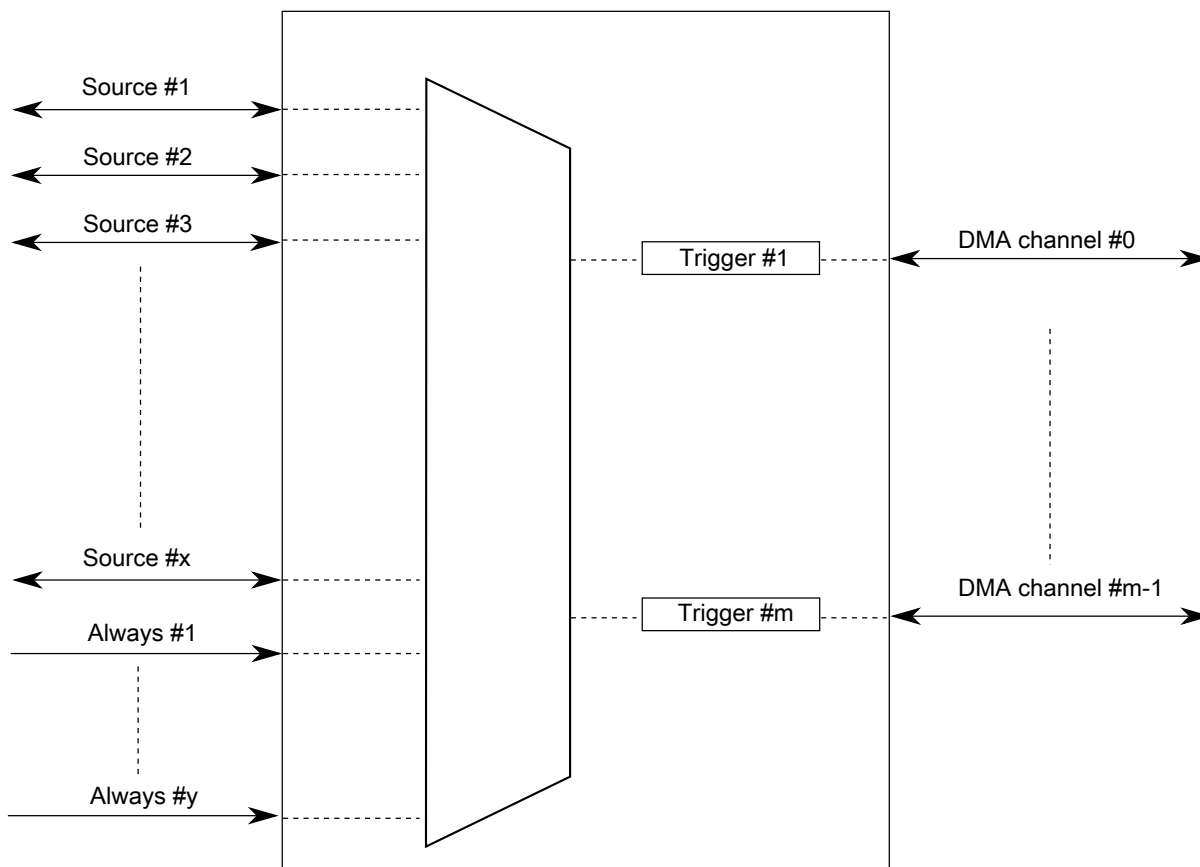 Source #1
Source #2
Source #3
Source #x
Always #1
Always #y
Trigger #1
Trigger #m
DMA channel #0
DMA channel #m-1